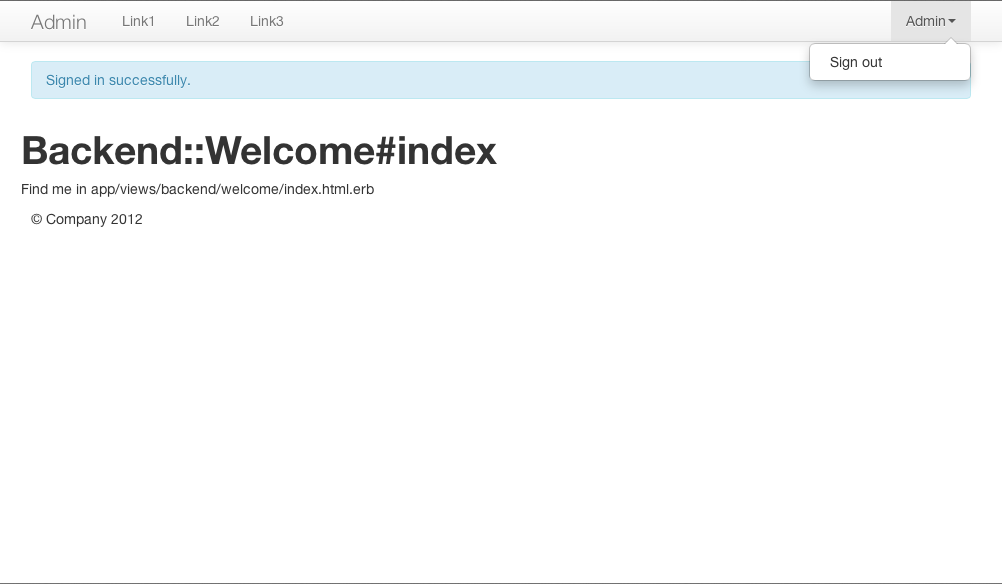 Admin Link1 Link2 Link3 Admin
Sign out
Signed in successfully.
Backend::Welcome#index
Find me in app/views/backend/welcome/index.html.erb
© Company 2012